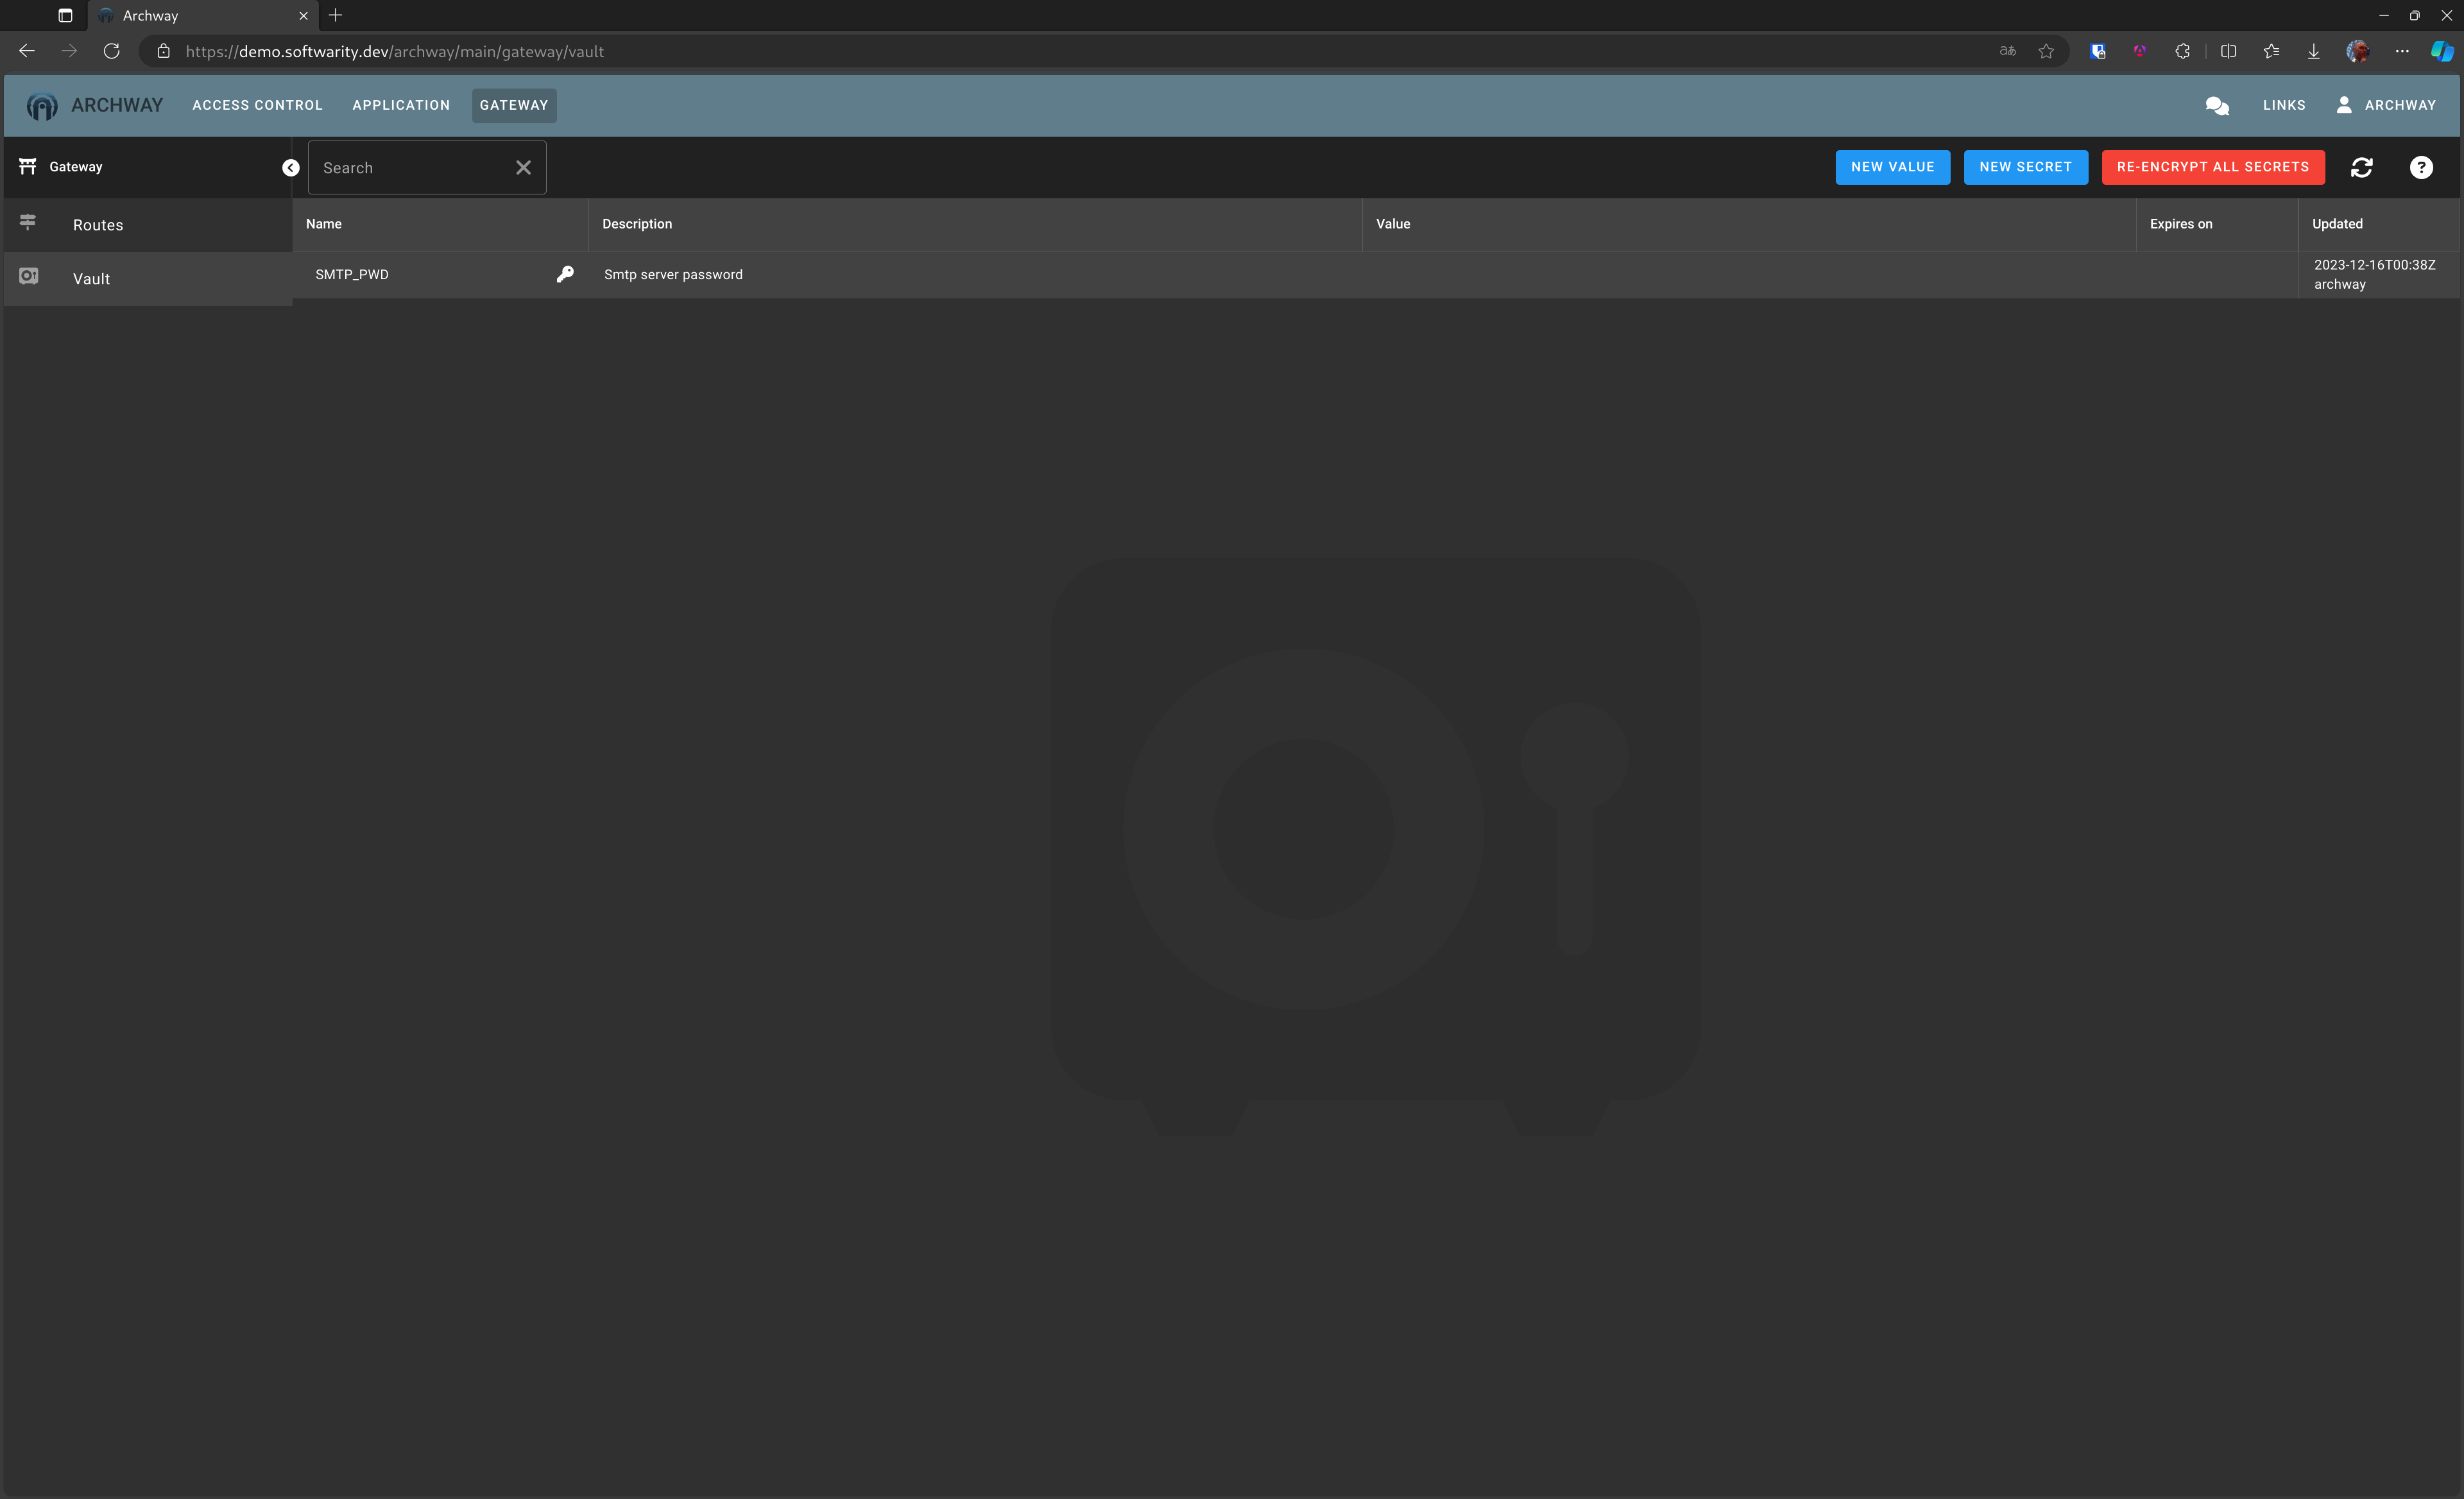 Archway
https://demo.softwarity.dev/archway/main/gateway/vault
aあ
ARCHWAY
ACCESS CONTROL
APPLICATION
GATEWAY
LINKS
ARCHWAY
Gateway
Search
NEW VALUE
NEW SECRET
RE-ENCRYPT ALL SECRETS
Routes
Vault
Name
Description
Value
Expires on
Updated
SMTP_PWD
Smtp server password
2023-12-16T00:38Z
archway